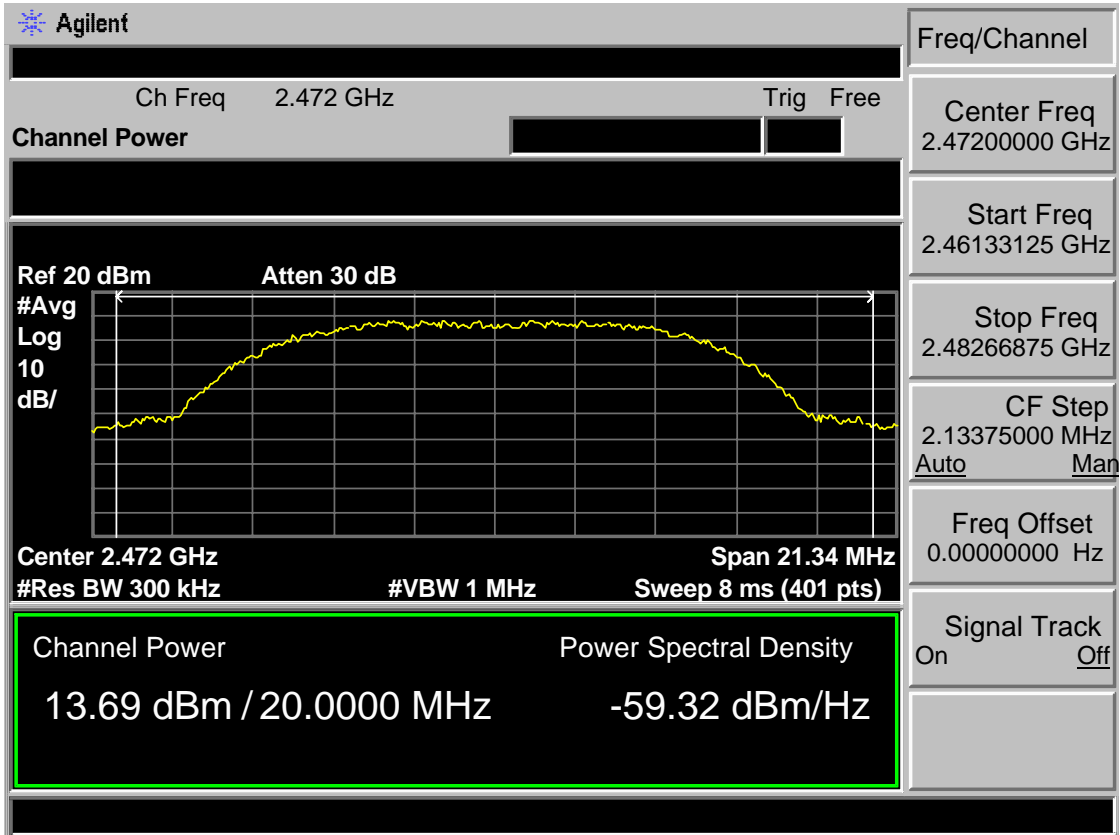 Agilent
Freq/Channel
Ch Freq 2.472 GHz Trig Free
Channel Power
Center Freq
2.47200000 GHz
Start Freq
2.46133125 GHz
Stop Freq
2.48266875 GHz
CF Step
2.13375000 MHz
Auto Man
Freq Offset
0.00000000 Hz
Signal Track
On Off
Ref 20 dBm Atten 30 dB
#Avg
Log
10
dB/
Center 2.472 GHz Span 21.34 MHz
#Res BW 300 kHz #VBW 1 MHz Sweep 8 ms (401 pts)
Channel Power Power Spectral Density
13.69 dBm / 20.0000 MHz -59.32 dBm/Hz